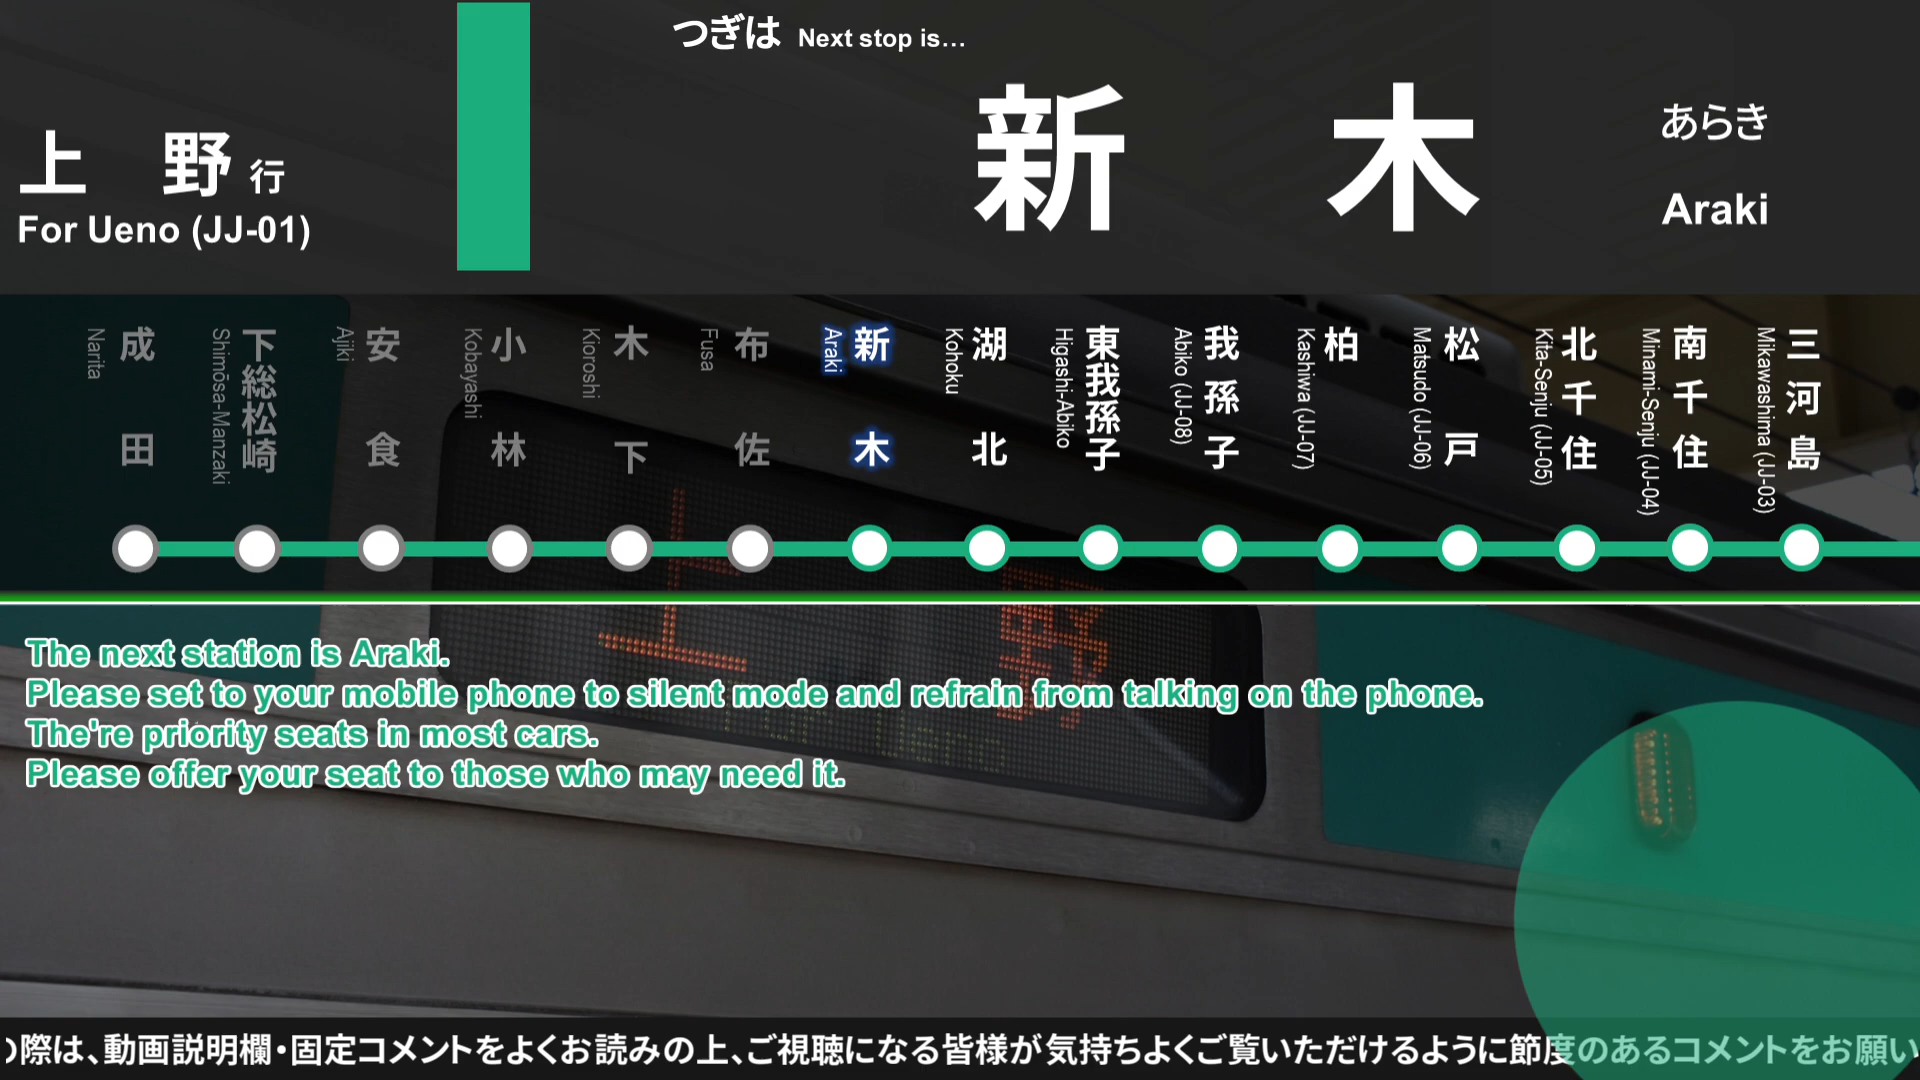 つぎは Next stop is...
上野行
For Ueno (JJ-01)
新木
あらき
Araki
成田
Narita
下総松崎
Shimōsa-Manzaki
安食
Ajiki
小林
Kobayashi
木下
Kioroshi
布佐
Fusa
新木
Araki
湖北
Kohoku
東我孫子
Higashi-Abiko
我孫子
Abiko (JJ-08)
柏
Kashiwa (JJ-07)
松戸
Matsudo (JJ-06)
北千住
Kita-Senju (JJ-05)
南千住
Minami-Senju (JJ-04)
三河島
Mikawashima (JJ-03)
上野
The next station is Araki.
Please set to your mobile phone to silent mode and refrain from talking on the phone.
The're priority seats in most cars.
Please offer your seat to those who may need it.
の際は、動画説明欄・固定コメントをよくお読みの上、ご視聴になる皆様が気持ちよくご覧いただけるように節度のあるコメントをお願い